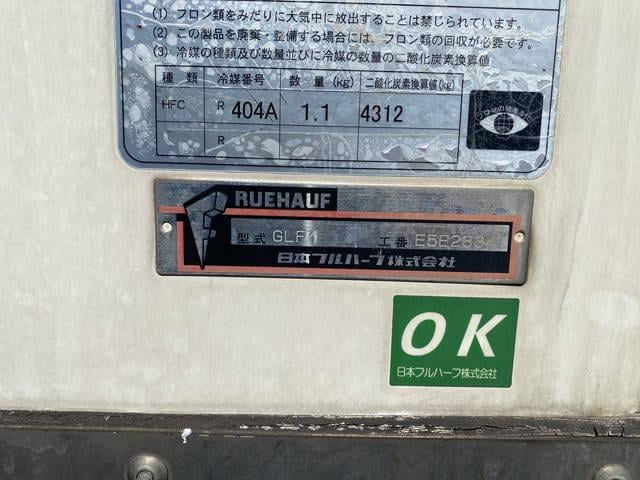 (1) フロン類をみだりに大気中に放出することは禁じられています。
(2) この製品を廃棄・整備する場合には、フロン類の回収が必要です。
(3) 冷媒の種類及び数量並びに冷媒の数量の二酸化炭素換算値
種類 冷媒番号 数量(kg) 二酸化炭素換算値(kg)
HFC R 404A 1.1 4312
R
RUEHAUF
型式 工番
日本フルハーフ株式会社
OK
日本フルハーフ株式会社